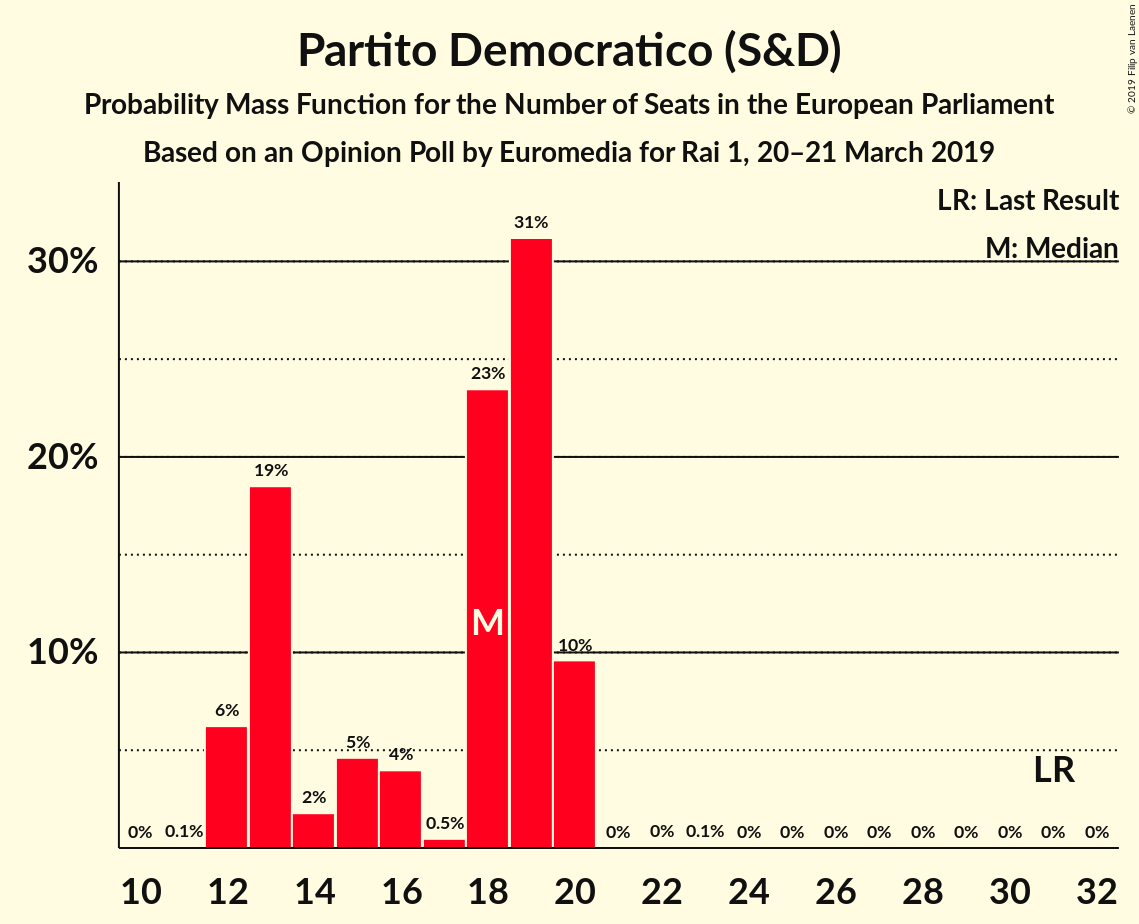 Partito Democratico (S&D)
Probability Mass Function for the Number of Seats in the European Parliament
Based on an Opinion Poll by Euromedia for Rai 1, 20–21 March 2019
© 2019 Filip van Laenen
LR: Last Result
M: Median
30%
20%
10%
0%
0.1%
6%
19%
2%
5%
4%
0.5%
23%
31%
10%
0%
0%
0.1%
0%
0%
0%
0%
0%
0%
0%
0%
0%
M
LR
10 12 14 16 18 20 22 24 26 28 30 32